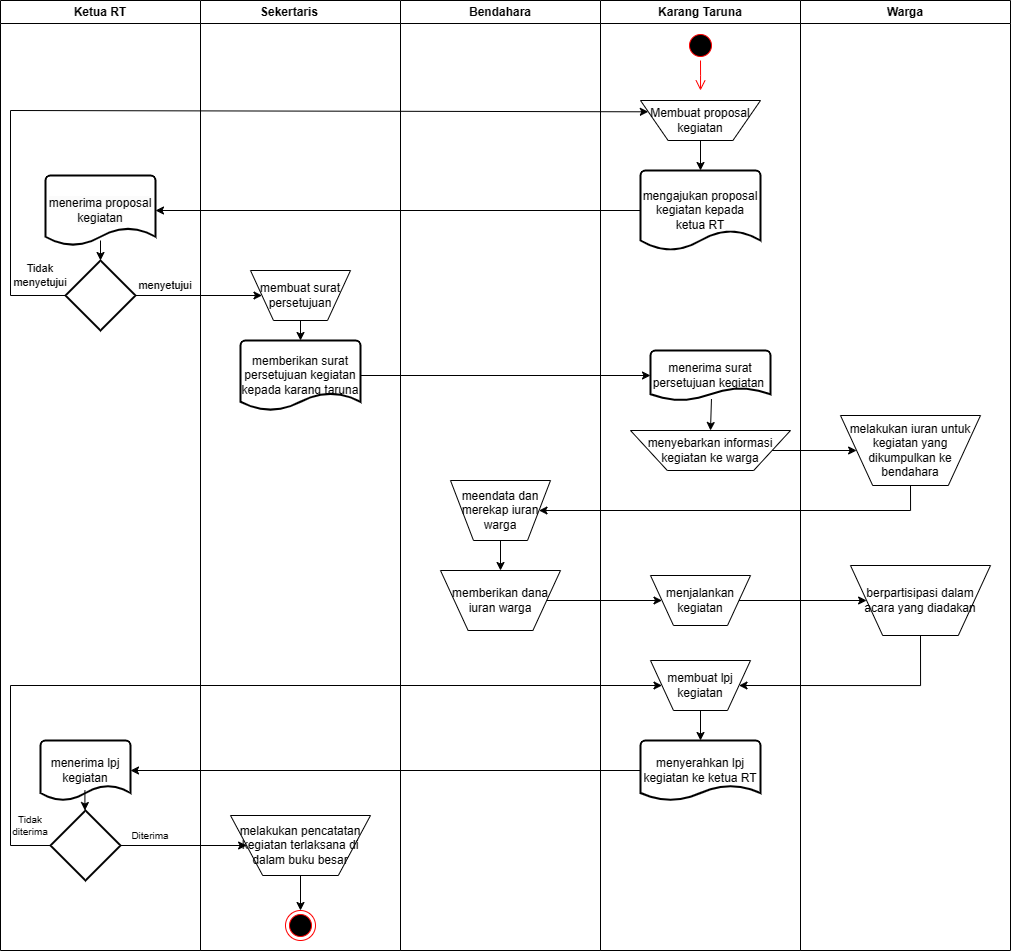 Ketua RT
Sekertaris
Bendahara
Karang Taruna
Warga
Membuat proposal
kegiatan
menerima proposal
kegiatan
mengajukan proposal
kegiatan kepada
ketua RT
Tidak
menyetujui
menyetujui
membuat surat
persetujuan
memberikan surat
persetujuan kegiatan
kepada karang taruna
menerima surat
persetujuan kegiatan
menyebarkan informasi
kegiatan ke warga
melakukan iuran untuk
kegiatan yang
dikumpulkan ke
bendahara
meendata dan
merekap iuran
warga
memberikan dana
iuran warga
menjalankan
kegiatan
berpartisipasi dalam
acara yang diadakan
membuat lpj
kegiatan
menerima lpj
kegiatan
menyerahkan lpj
kegiatan ke ketua RT
Tidak
diterima
Diterima
melakukan pencatatan
kegiatan terlaksana di
dalam buku besar